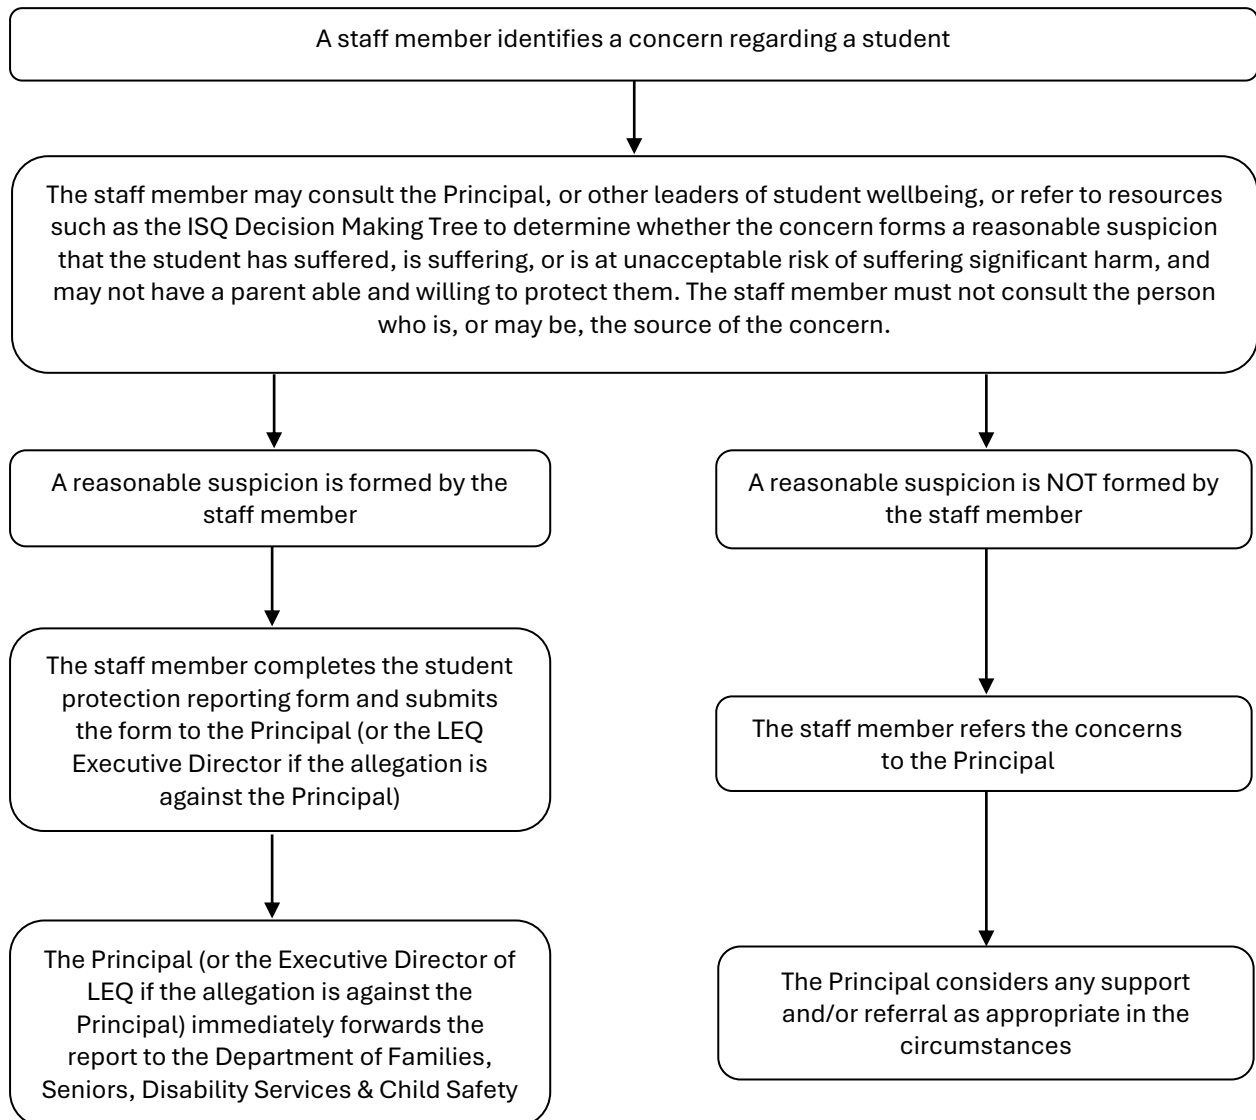 A staff member identifies a concern regarding a student
The staff member may consult the Principal, or other leaders of student wellbeing, or refer to resources
such as the ISQ Decision Making Tree to determine whether the concern forms a reasonable suspicion
that the student has suffered, is suffering, or is at unacceptable risk of suffering significant harm, and
may not have a parent able and willing to protect them. The staff member must not consult the person
who is, or may be, the source of the concern.
A reasonable suspicion is formed by the
staff member
The staff member completes the student
protection reporting form and submits
the form to the Principal (or the LEQ
Executive Director if the allegation is
against the Principal)
The Principal (or the Executive Director of
LEQ if the allegation is against the
Principal) immediately forwards the
report to the Department of Families,
Seniors, Disability Services & Child Safety
A reasonable suspicion is NOT formed by
the staff member
The staff member refers the concerns
to the Principal
The Principal considers any support
and/or referral as appropriate in the
circumstances